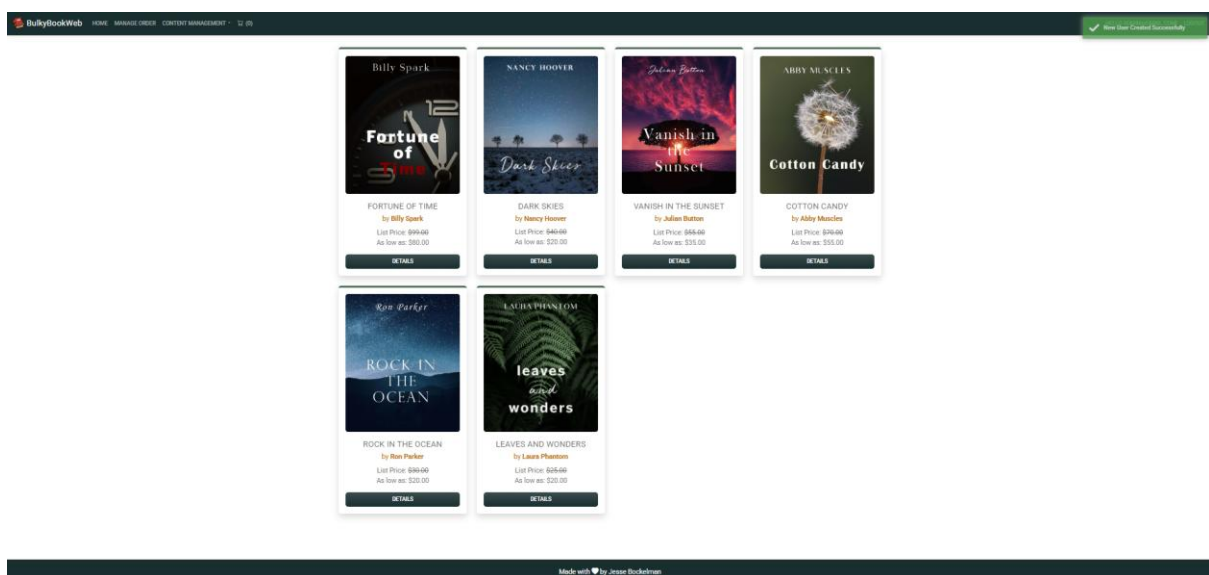 BulkyBookWeb HOME MANAGE ORDER CONTENT MANAGEMENT (0)
New User Created Successfully
Billy Spark
12
Fortune
of
Time
NANCY HOOVER
Dark Skies
Julian Button
Vanish in
the
Sunset
ABBY MUSCLES
Cotton Candy
FORTUNE OF TIME
by Billy Spark
List Price: $99.00
As low as: $80.00
DETAILS
DARK SKIES
by Nancy Hoover
List Price: $40.00
As low as: $20.00
DETAILS
VANISH IN THE SUNSET
by Julian Button
List Price: $55.00
As low as: $35.00
DETAILS
COTTON CANDY
by Abby Muscles
List Price: $70.00
As low as: $55.00
DETAILS
Ron Parker
ROCK IN
THE
OCEAN
LAURA PHANTOM
leaves
and
wonders
ROCK IN THE OCEAN
by Ron Parker
List Price: $30.00
As low as: $20.00
DETAILS
LEAVES AND WONDERS
by Laura Phantom
List Price: $25.00
As low as: $20.00
DETAILS
Made with by Jesse Bockelman